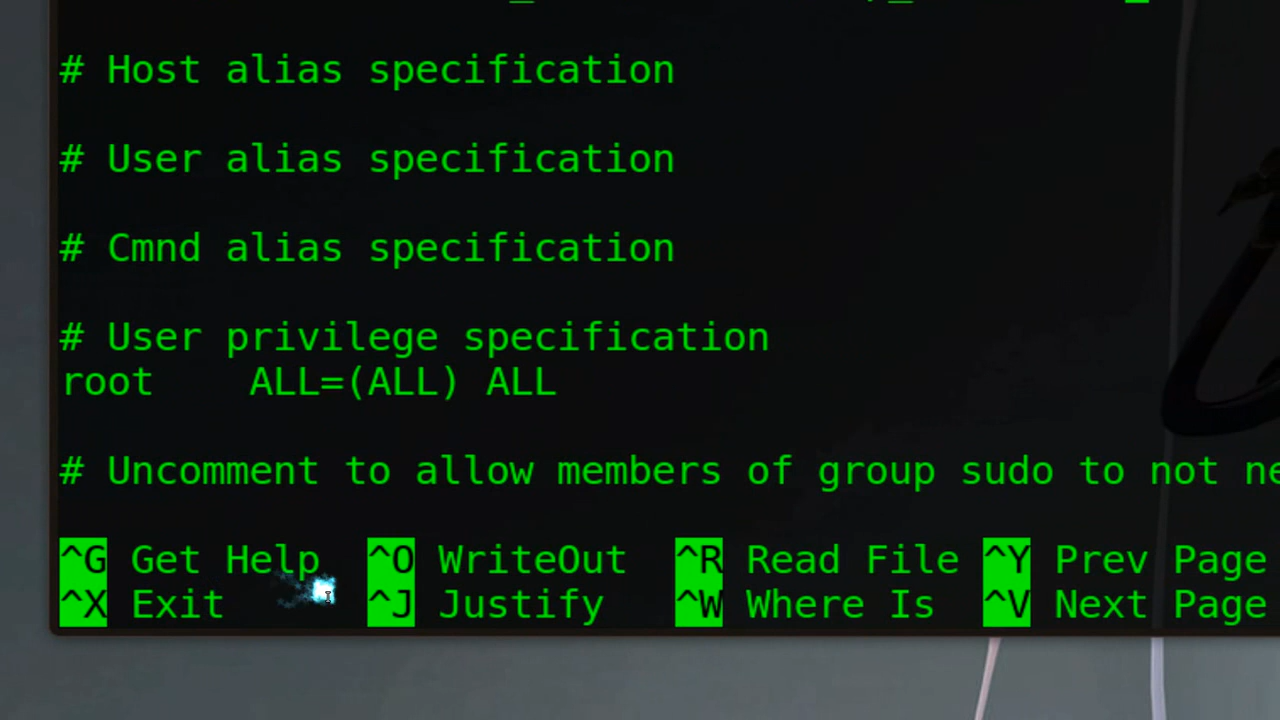 # Host alias specification
# User alias specification
# Cmnd alias specification
# User privilege specification
root    ALL=(ALL) ALL
# Uncomment to allow members of group sudo to not
^G Get Help ^O WriteOut ^R Read File ^Y Prev Page
^X Exit ^J Justify ^W Where Is ^V Next Page